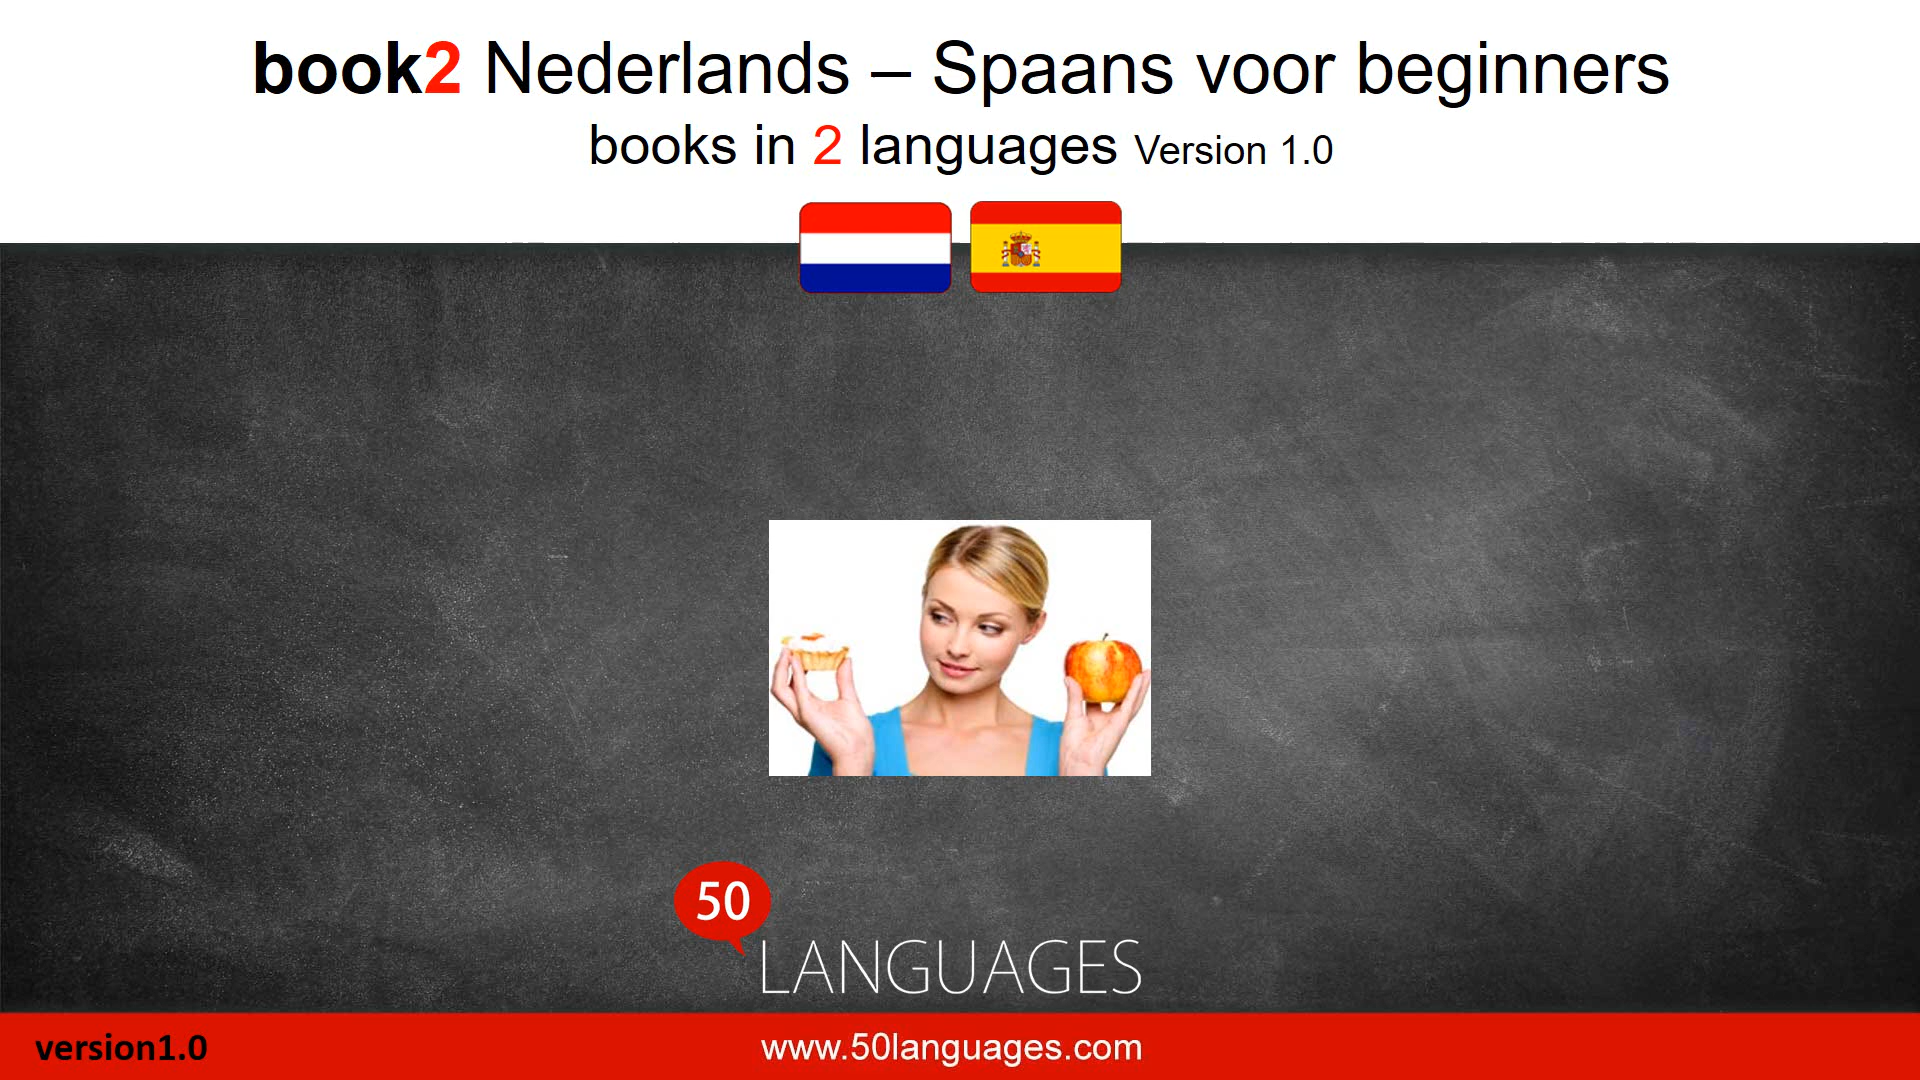 book2 Nederlands – Spaans voor beginners
books in 2 languages Version 1.0
50
LANGUAGES
version1.0
www.50languages.com